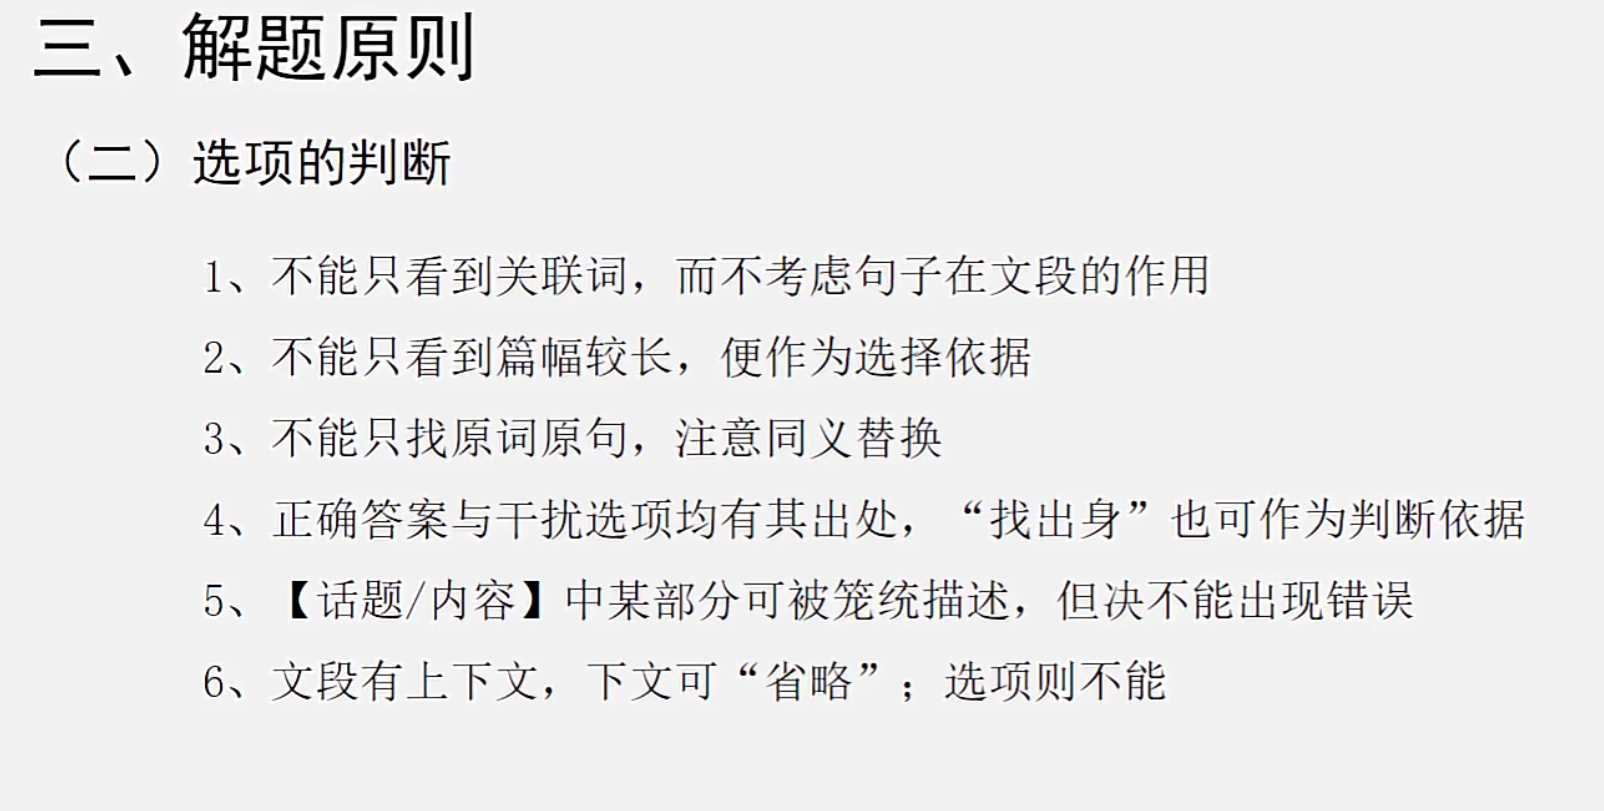 三、解题原则
（二）选项的判断
1、不能只看到关联词，而不考虑句子在文段的作用
2、不能只看到篇幅较长，便作为选择依据
3、不能只找原词原句，注意同义替换
4、正确答案与干扰选项均有其出处，“找出身”也可作为判断依据
5、【话题/内容】中某部分可被笼统描述，但决不能出现错误
6、文段有上下文，下文可“省略”；选项则不能